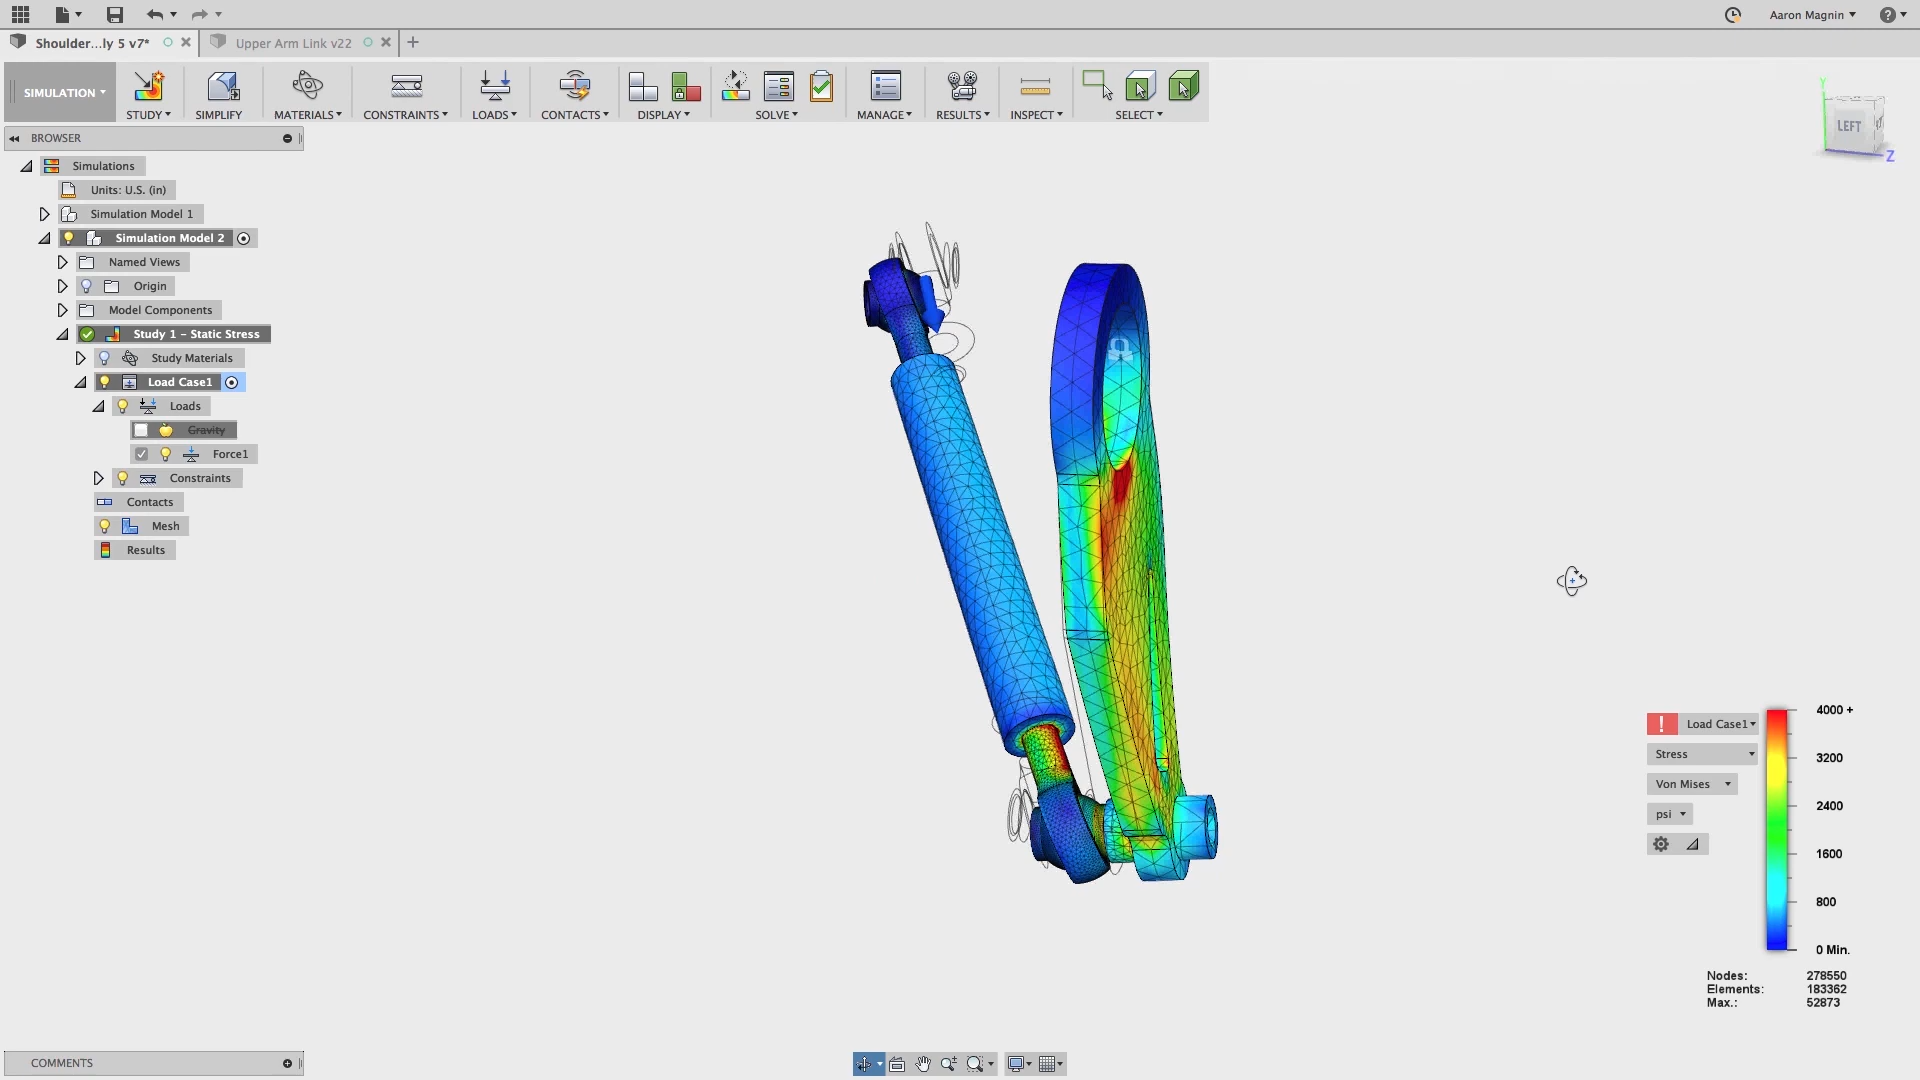 Aaron Magnin
Shoulder...ly 5 v7*
Upper Arm Link v22
SIMULATION
STUDY
SIMPLIFY
MATERIALS
CONSTRAINTS
LOADS
CONTACTS
DISPLAY
SOLVE
MANAGE
RESULTS
INSPECT
SELECT
BROWSER
Simulations
Units: U.S. (in)
Simulation Model 1
Simulation Model 2
Named Views
Origin
Model Components
Study 1 - Static Stress
Study Materials
Load Case1
Loads
Gravity
Force1
Constraints
Contacts
Mesh
Results
Y
LEFT
Z
Load Case1
Stress
Von Mises
psi
4000 +
3200
2400
1600
800
0 Min.
Nodes: 278550
Elements: 183362
Max.: 52873
COMMENTS